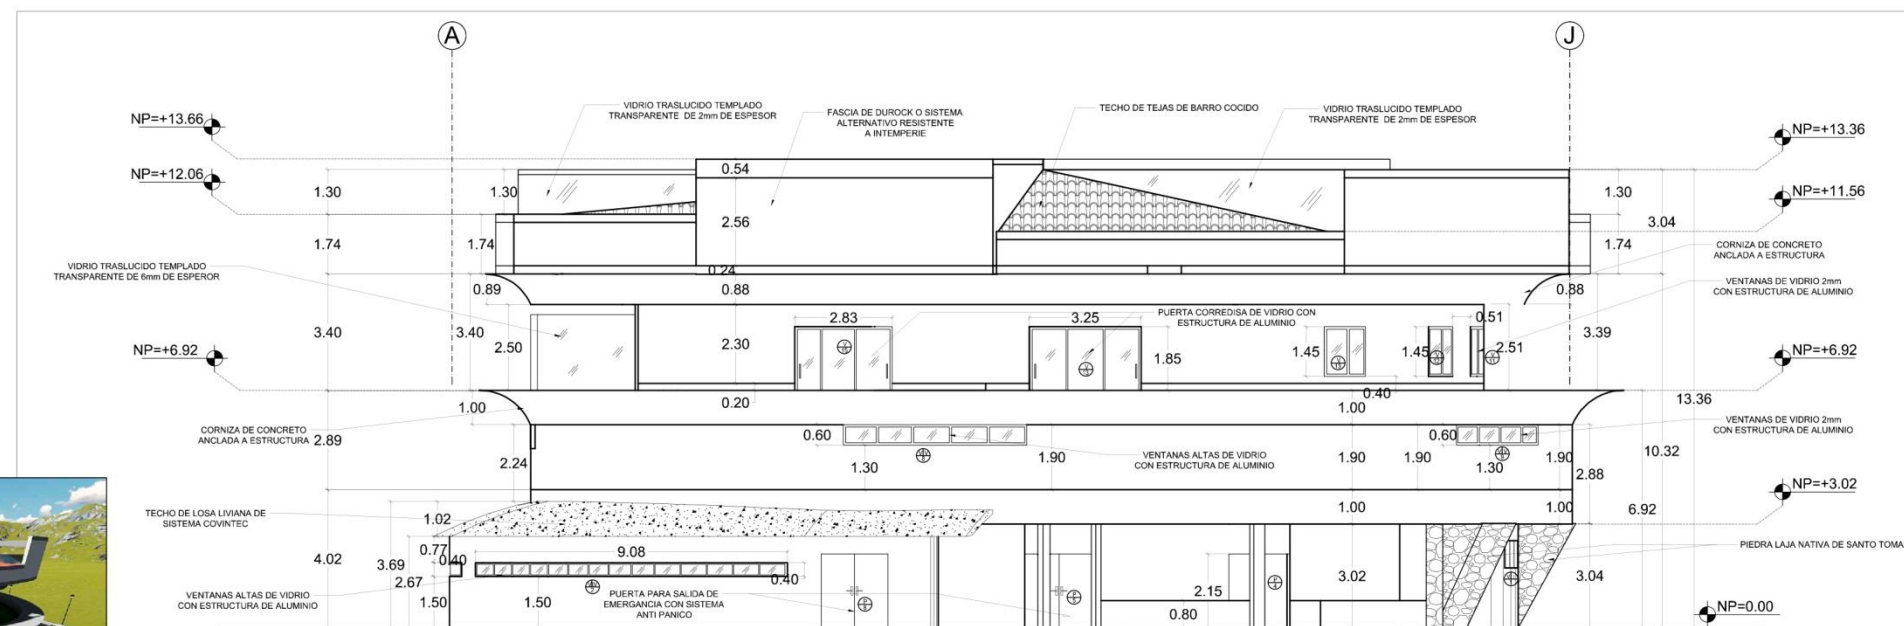 A
J
NP=+13.66
VIDRIO TRASLUCIDO TEMPLADO
TRANSPARENTE DE 2mm DE ESPESOR
FASCIA DE DUROCK O SISTEMA
ALTERNATIVO RESISTENTE
A INTEMPERIE
TECHO DE TEJAS DE BARRO COCIDO
VIDRIO TRASLUCIDO TEMPLADO
TRANSPARENTE DE 2mm DE ESPESOR
NP=+13.36
NP=+12.06
0.54
NP=+11.56
1.30
1.30
1.30
2.56
3.04
1.74
1.74
1.74
CORNIZA DE CONCRETO
ANCLADA A ESTRUCTURA
VIDRIO TRASLUCIDO TEMPLADO
TRANSPARENTE DE 6mm DE ESPEROR
0.24
0.89
0.88
0.88
VENTANAS DE VIDRIO 2mm
CON ESTRUCTURA DE ALUMINIO
2.83
3.25
PUERTA CORREDISA DE VIDRIO CON
ESTRUCTURA DE ALUMINIO
0.51
3.40
3.40
2.50
2.30
1.85
1.45
1.45
2.51
3.39
NP=+6.92
NP=+6.92
0.40
1.00
0.20
1.00
13.36
CORNIZA DE CONCRETO
ANCLADA A ESTRUCTURA
2.89
0.60
0.60
VENTANAS DE VIDRIO 2mm
CON ESTRUCTURA DE ALUMINIO
2.24
1.30
1.90
VENTANAS ALTAS DE VIDRIO
CON ESTRUCTURA DE ALUMINIO
1.90
1.90
1.30
1.90
2.88
10.32
NP=+3.02
TECHO DE LOSA LIVIANA DE
SISTEMA COVINTEC
1.02
1.00
1.00
6.92
0.77
0.40
9.08
0.40
4.02
3.69
2.67
PIEDRA LAJA NATIVA DE SANTO TOMA
3.02
3.04
VENTANAS ALTAS DE VIDRIO
CON ESTRUCTURA DE ALUMINIO
1.50
1.50
PUERTA PARA SALIDA DE
EMERGANCIA CON SISTEMA
ANTI PANICO
2.15
0.80
NP=0.00